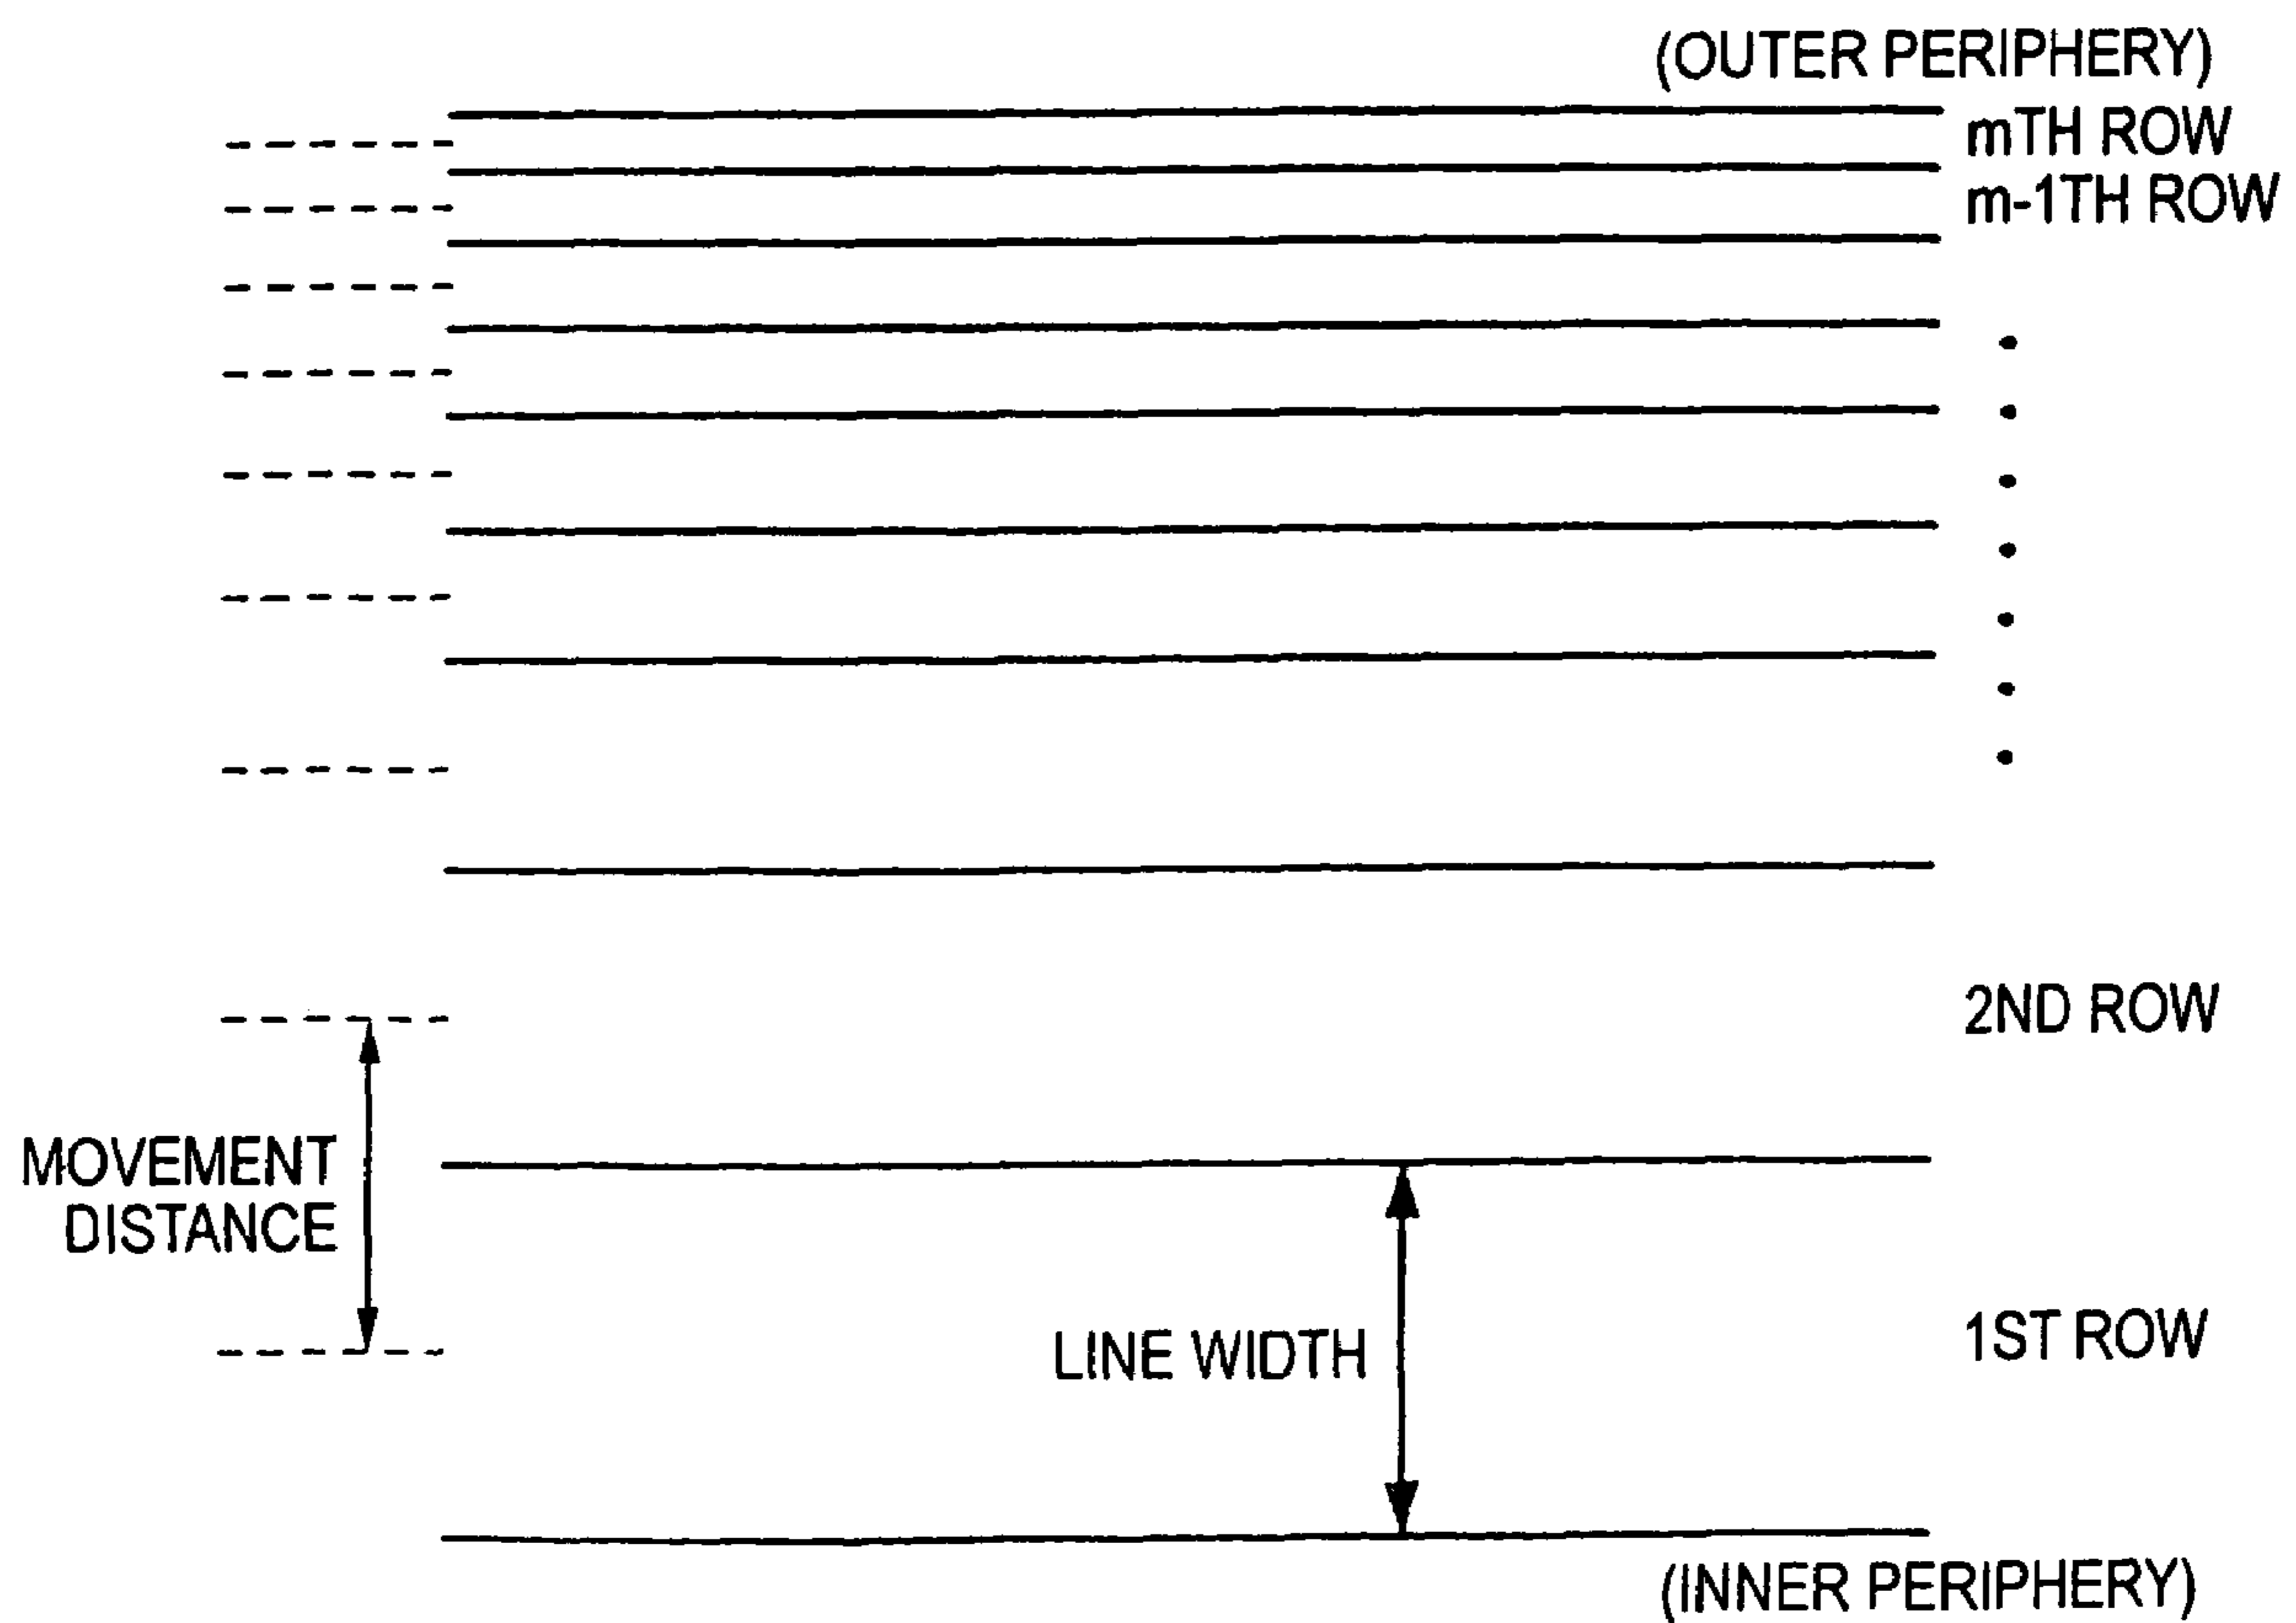 (OUTER PERIPHERY)
mTH ROW
m-1TH ROW
2ND ROW
MOVEMENT
DISTANCE
LINE WIDTH
1ST ROW
(INNER PERIPHERY)